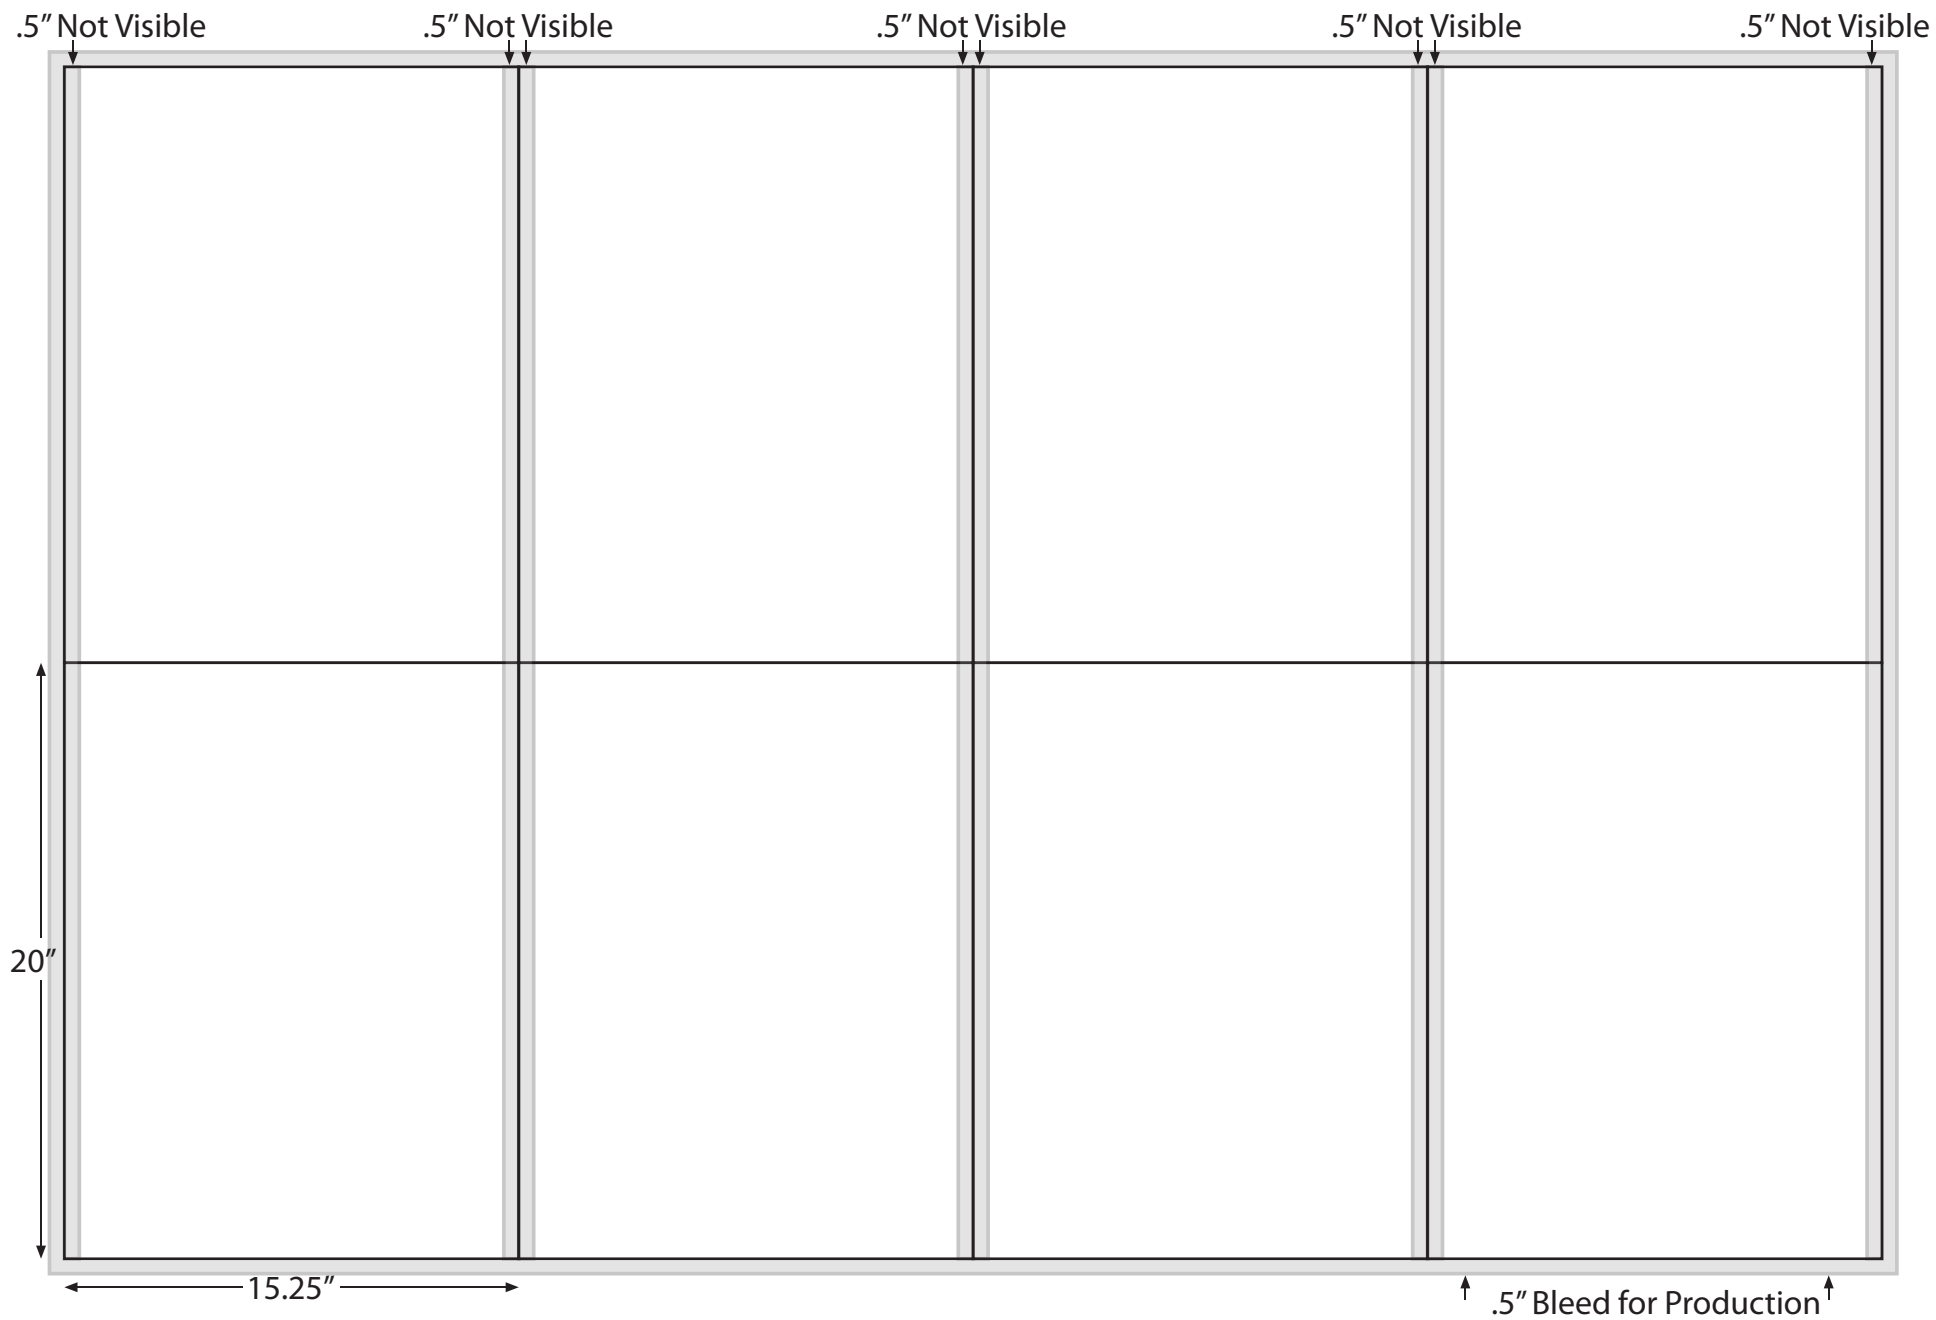 .5” Not Visible
.5” Not Visible
.5” Not Visible
.5” Not Visible
.5” Not Visible
20”
15.25”
.5” Bleed for Production